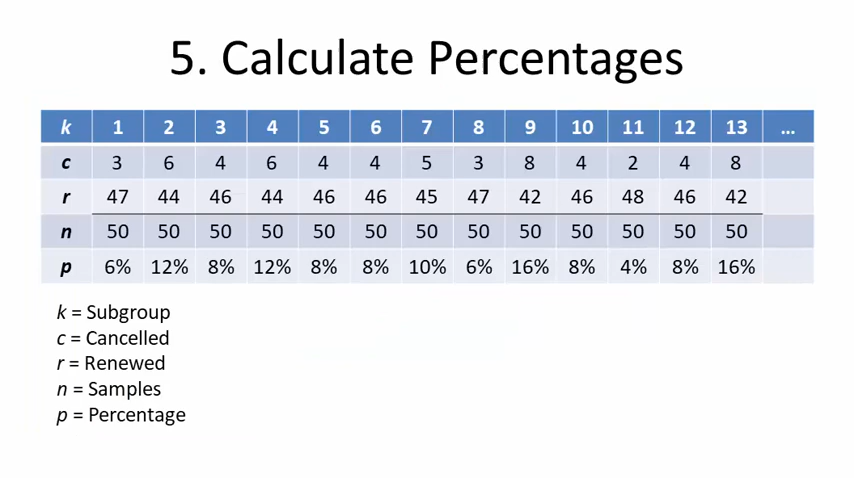 5. Calculate Percentages
k 1 2 3 4 5 6 7 8 9 10 11 12 13 ...
c 3 6 4 6 4 4 5 3 8 4 2 4 8
r 47 44 46 44 46 46 45 47 42 46 48 46 42
n 50 50 50 50 50 50 50 50 50 50 50 50 50
p 6% 12% 8% 12% 8% 8% 10% 6% 16% 8% 4% 8% 16%
k = Subgroup
c = Cancelled
r = Renewed
n = Samples
p = Percentage